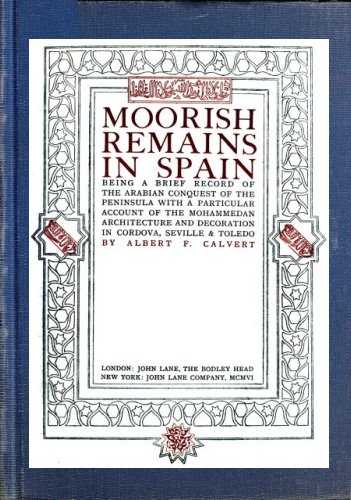 MOORISH
REMAINS
IN SPAIN
BEING A BRIEF RECORD OF
THE ARABIAN CONQUEST OF THE
PENINSULA WITH A PARTICULAR
ACCOUNT OF THE MOHAMMEDAN
ARCHITECTURE AND DECORATION
IN CORDOVA, SEVILLE & TOLEDO
BY ALBERT F. CALVERT
LONDON: JOHN LANE, THE BODLEY HEAD
NEW YORK: JOHN LANE COMPANY, MCMVI